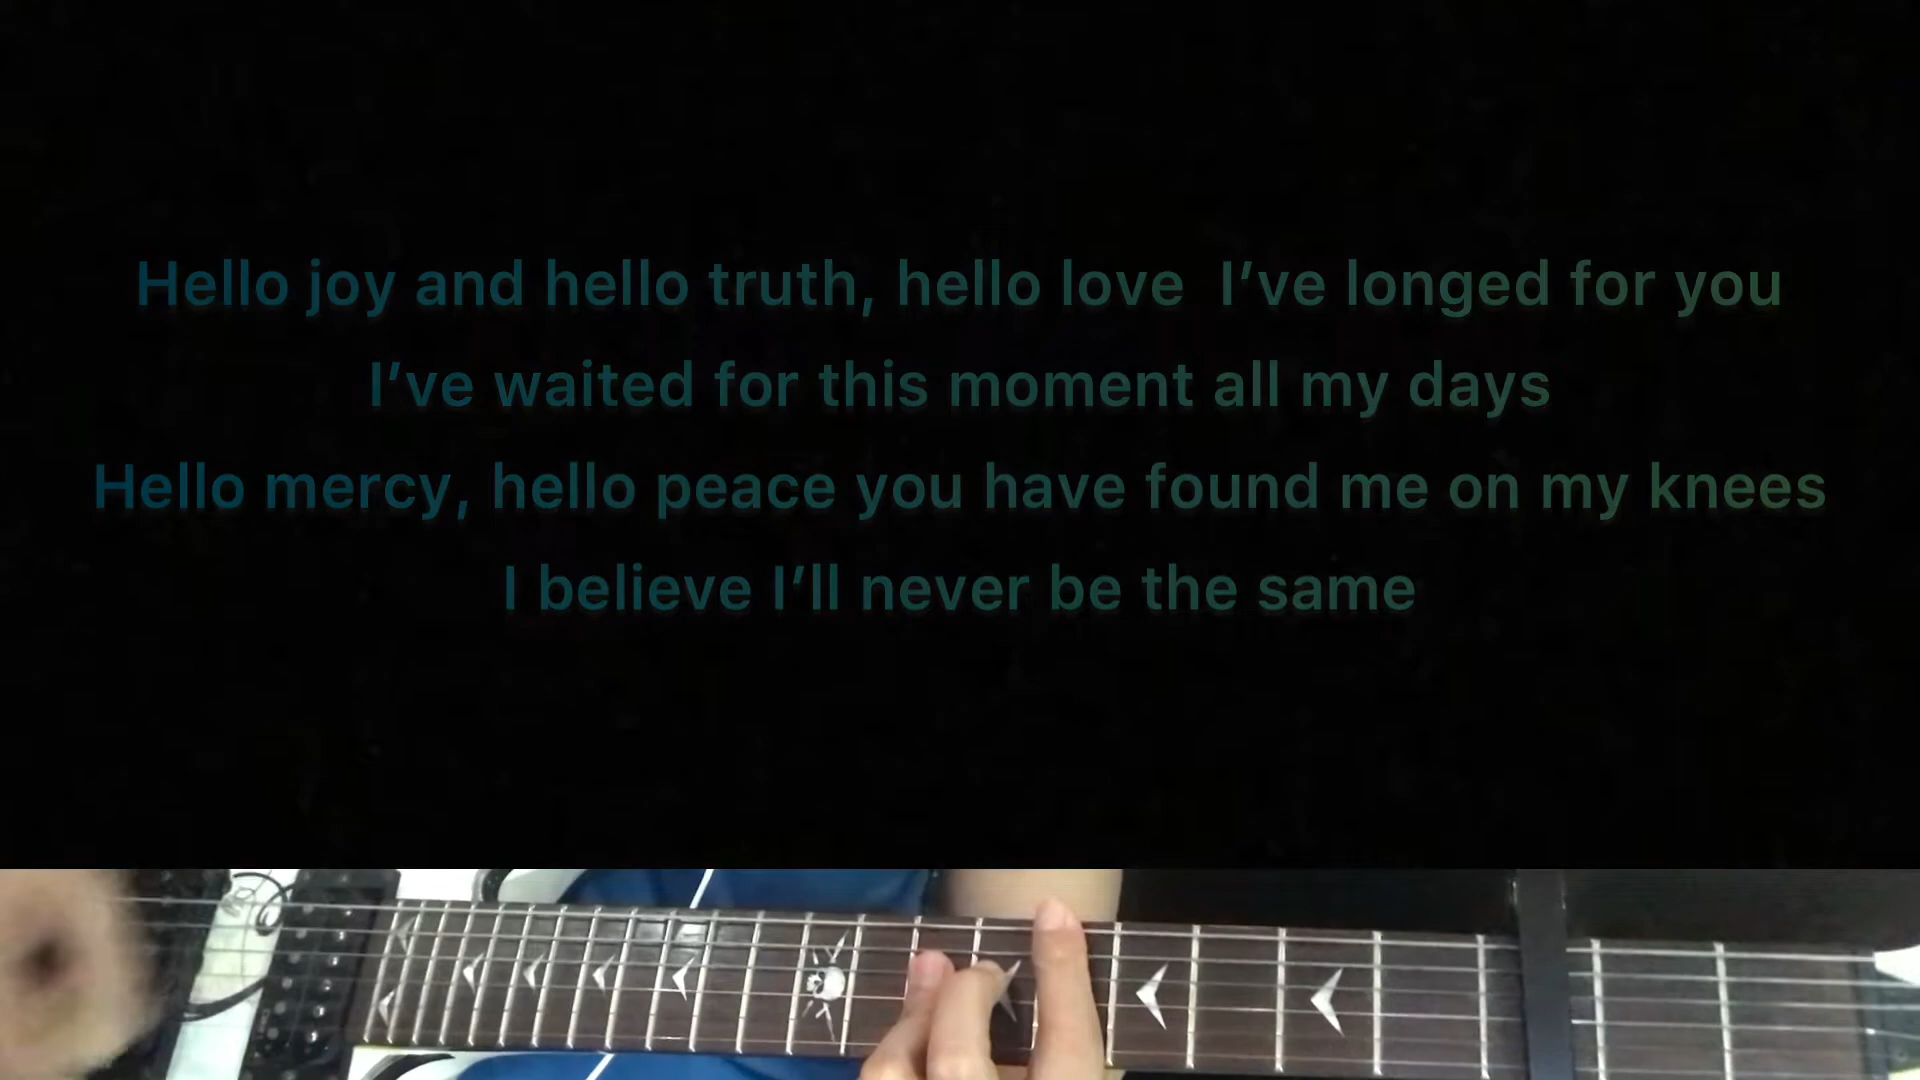 Hello joy and hello truth, hello love I’ve longed for you
I’ve waited for this moment all my days
Hello mercy, hello peace you have found me on my knees
I believe I’ll never be the same